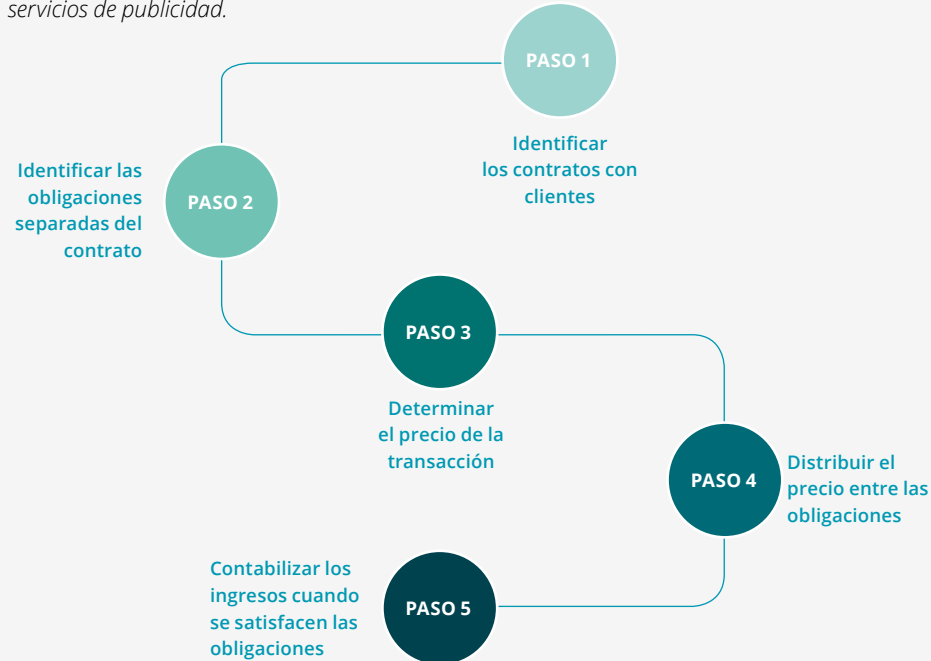 servicios de publicidad.
PASO 1
Identificar
los contratos con
clientes
PASO 2
Identificar las
obligaciones
separadas del
contrato
PASO 3
Determinar
el precio de la
transacción
PASO 4
Distribuir el
precio entre las
obligaciones
PASO 5
Contabilizar los
ingresos cuando
se satisfacen las
obligaciones